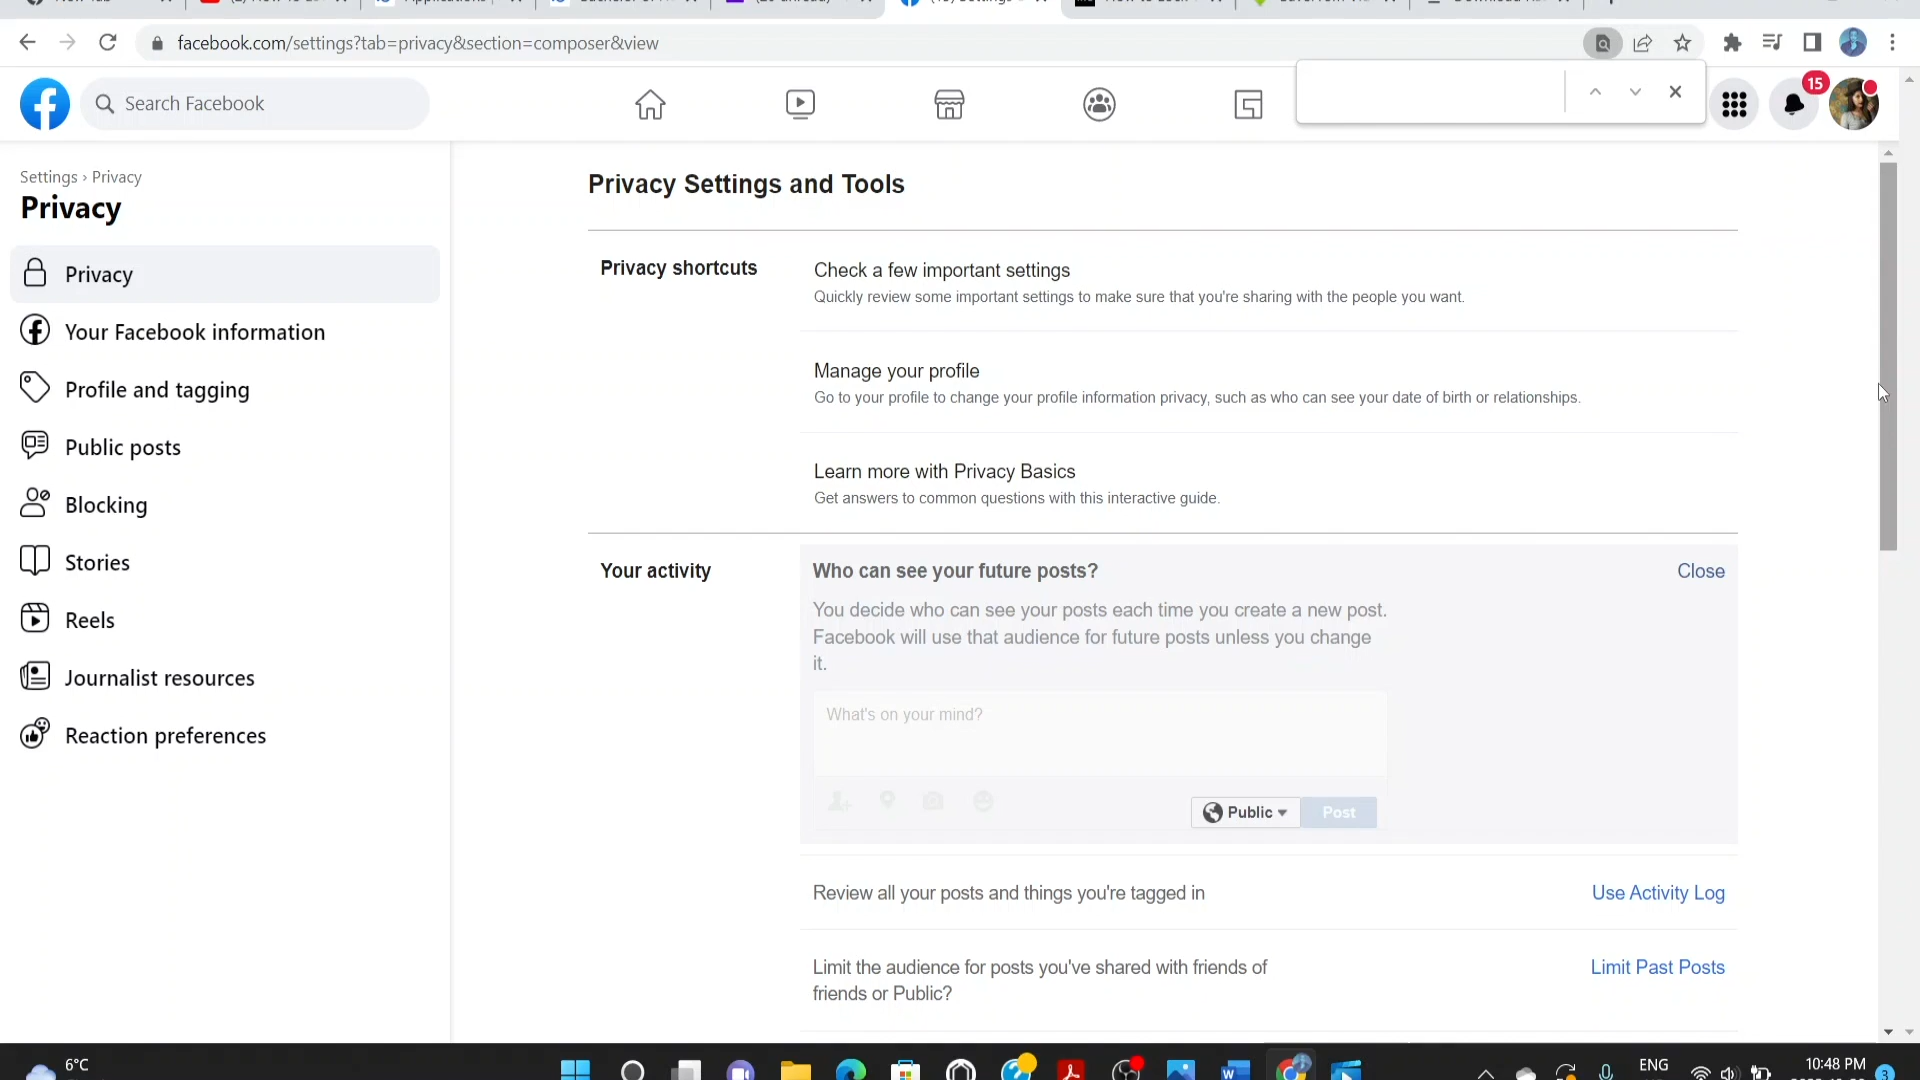 facebook.com/settings?tab=privacy&section=composer&view
Search Facebook
15
Settings › Privacy
Privacy
Privacy
Your Facebook information
Profile and tagging
Public posts
Blocking
Stories
Reels
Journalist resources
Reaction preferences
Privacy Settings and Tools
Privacy shortcuts
Check a few important settings
Quickly review some important settings to make sure that you're sharing with the people you want.
Manage your profile
Go to your profile to change your profile information privacy, such as who can see your date of birth or relationships.
Learn more with Privacy Basics
Get answers to common questions with this interactive guide.
Your activity
Who can see your future posts?
Close
You decide who can see your posts each time you create a new post.
Facebook will use that audience for future posts unless you change
it.
What's on your mind?
Public
Post
Review all your posts and things you're tagged in
Use Activity Log
Limit the audience for posts you've shared with friends of
friends or Public?
Limit Past Posts
6°C
ENG
10:48 PM
3